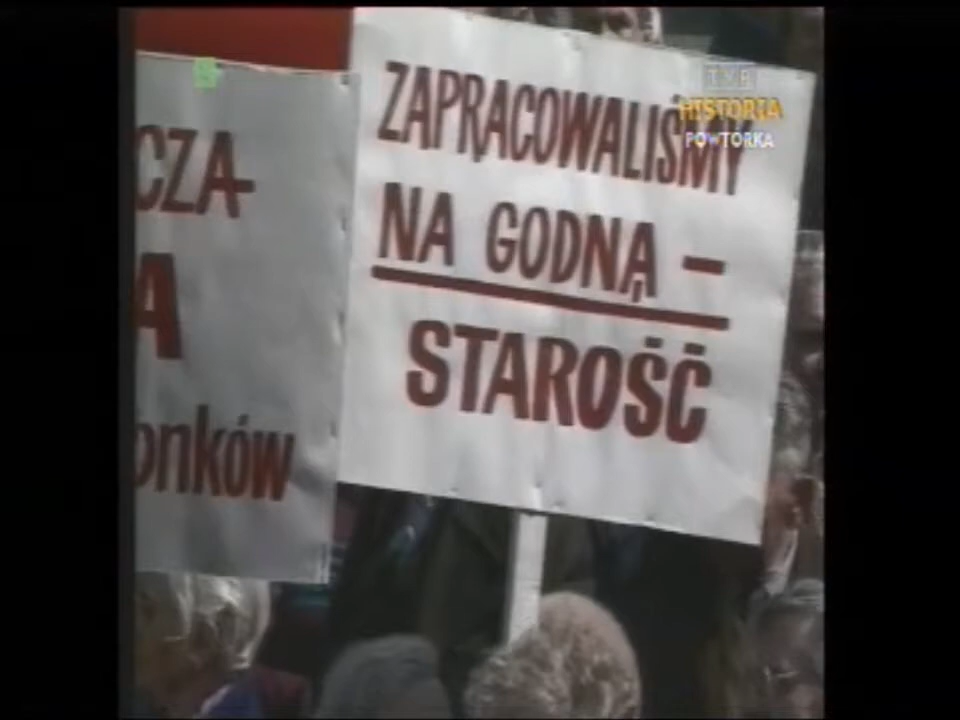 CZA-
A
onków
ZAPRACOWALIŚMY
NA GODNĄ –
STAROŚĆ
TVP
HISTORIA
POWTÓRKA